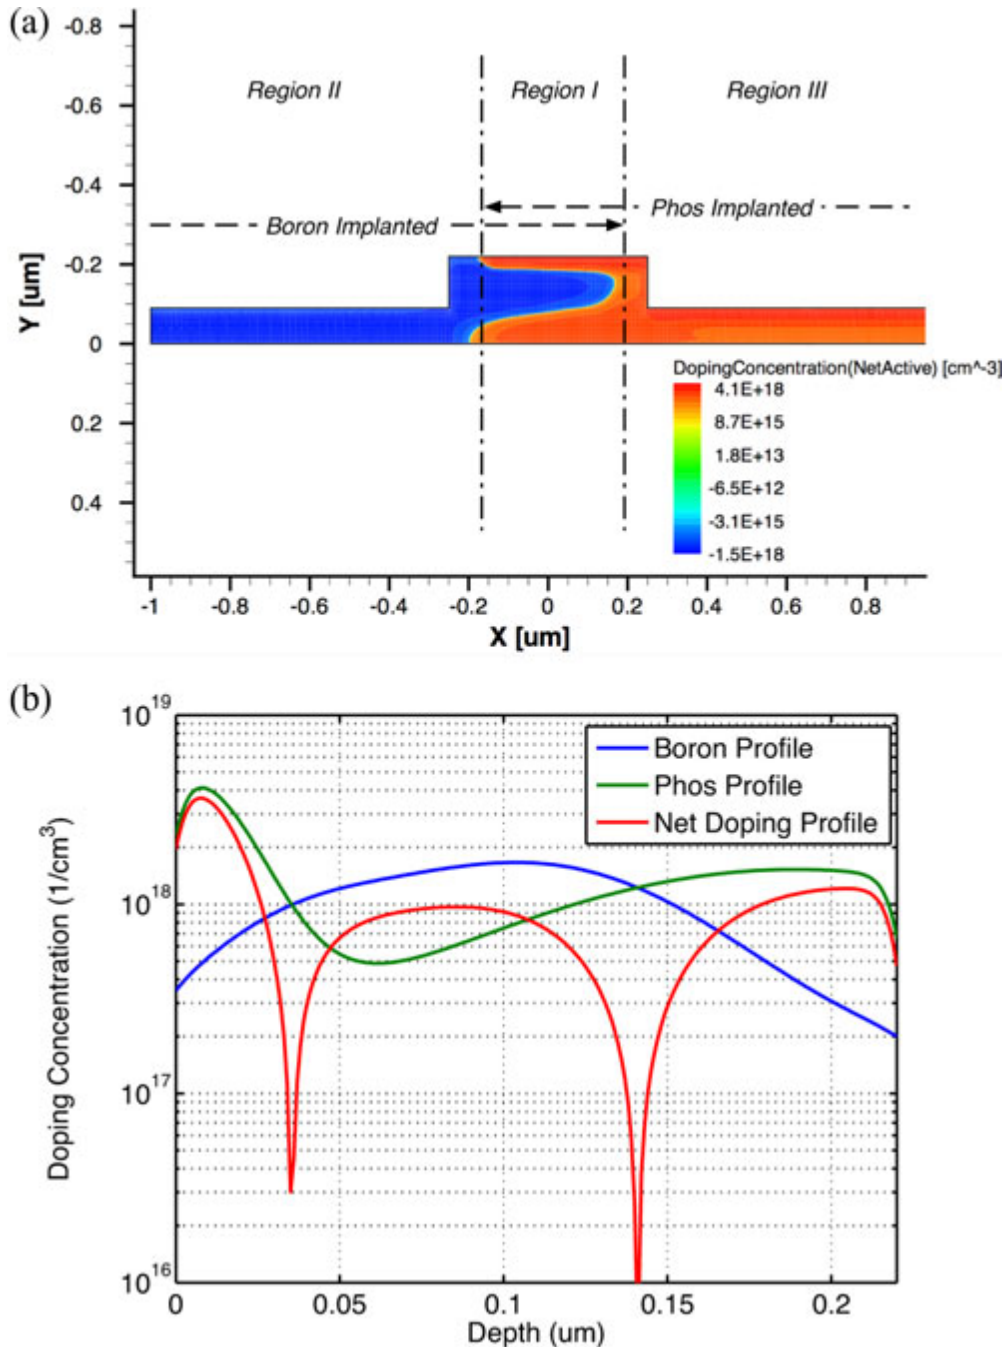 (a)
-0.8
-0.6
-0.4
-0.2
0
0.2
0.4
Y [um]
Region II
Region I
Region III
Phos Implanted
Boron Implanted
DopingConcentration(NetActive) [cm^-3]
4.1E+18
8.7E+15
1.8E+13
-6.5E+12
-3.1E+15
-1.5E+18
-1 -0.8 -0.6 -0.4 -0.2 0 0.2 0.4 0.6 0.8
X [um]
(b)
10^19
10^18
10^17
10^16
Doping Concentration (1/cm^3)
Boron Profile
Phos Profile
Net Doping Profile
0 0.05 0.1 0.15 0.2
Depth (um)